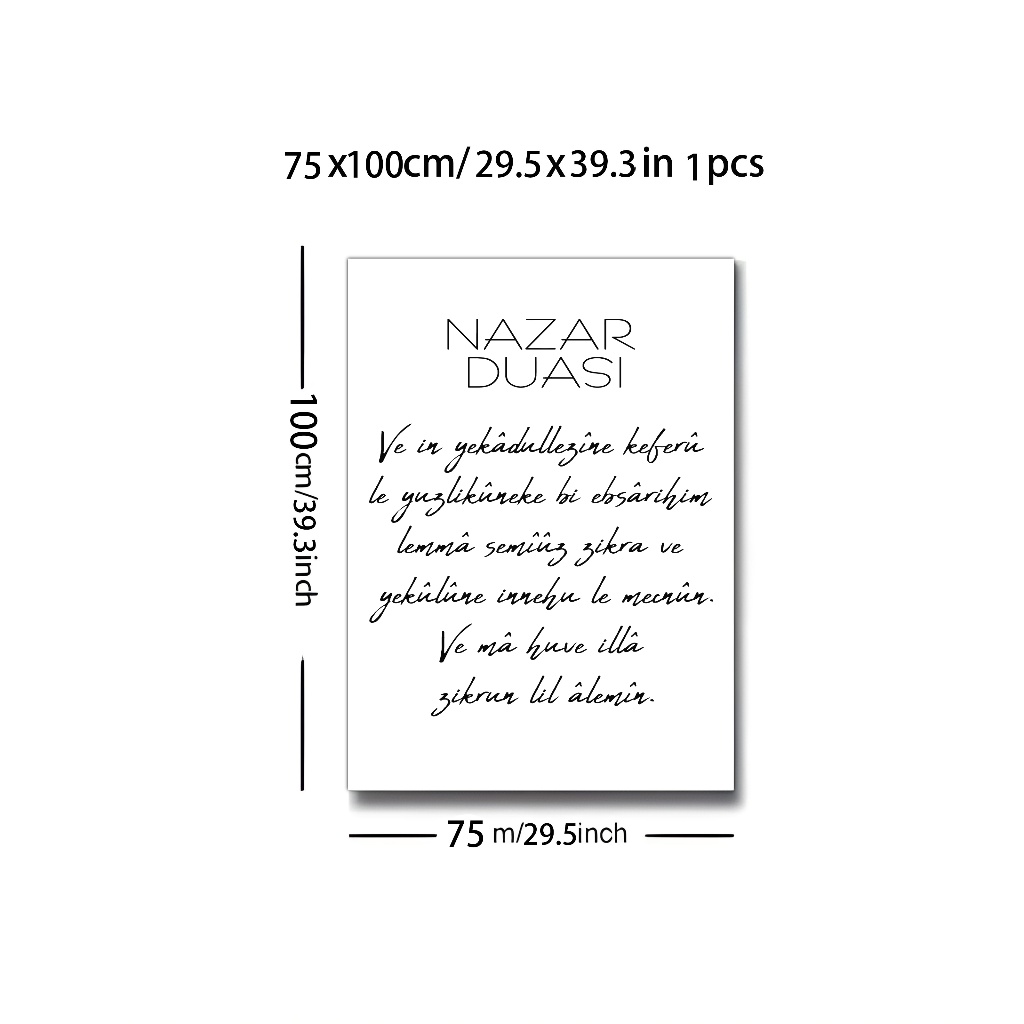 75x100cm/29.5x39.3in 1pcs
NAZAR
DUASI
Ve in yekâdullezîne keferû
le yuzlikûneke bi ebsârihim
lemmâ semîûz zikra ve
yekûlûne innehu le mecnûn.
Ve mâ huve illâ
zikrun lil âlemîn.
100cm/39.3inch
75 m/29.5inch